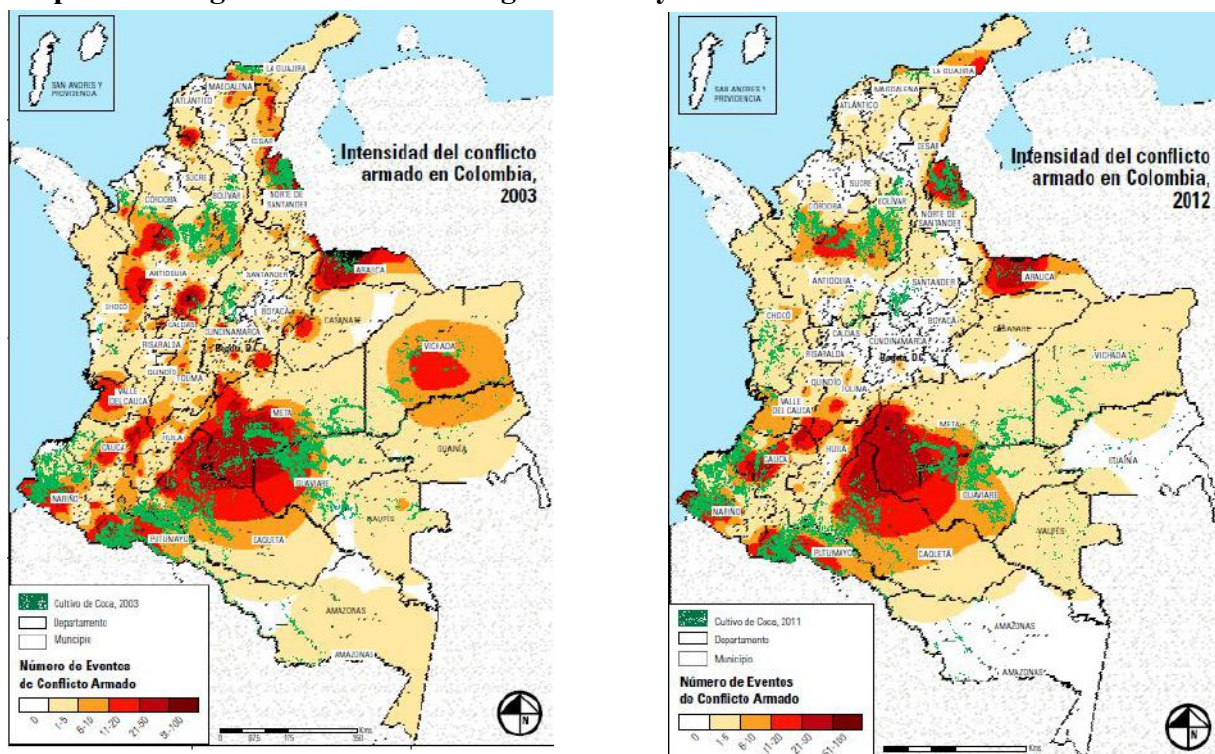 SAN ANDRES Y
PROVIDENCIA
LA GUAJIRA
MAGDALENA
ATLÁNTICO
CESAR
Intensidad del conflicto
armado en Colombia,
2003
SUCRE
BOLÍVAR
CÓRDOBA
NORTE DE
SANTANDER
ANTIOQUIA
SANTANDER
ARAUCA
CHOCÓ
BOYACÁ
CALDAS
CASANARE
CUNDINAMARCA
VICHADA
RISARALDA
Bogotá, D.C.
QUINDÍO
TOLIMA
VALLE
DEL CAUCA
META
HUILA
CAUCA
GUAINÍA
GUAVIARE
NARIÑO
VAUPÉS
PUTUMAYO
CAQUETÁ
AMAZONAS
AMAZONAS
Cultivo de Coca, 2003
Departamento
Municipio
Número de Eventos
de Conflicto Armado
0
1-5
6-10
11-20
21-50
51-100
0
87.5
175
350
Kms.
N
SAN ANDRES Y
PROVIDENCIA
LA GUAJIRA
MAGDALENA
ATLÁNTICO
CESAR
Intensidad del conflicto
armado en Colombia,
2012
SUCRE
BOLÍVAR
CÓRDOBA
NORTE DE
SANTANDER
ANTIOQUIA
SANTANDER
ARAUCA
CHOCÓ
BOYACÁ
CALDAS
CASANARE
CUNDINAMARCA
VICHADA
RISARALDA
Bogotá, D.C.
QUINDÍO
TOLIMA
VALLE
DEL CAUCA
META
HUILA
CAUCA
GUAINÍA
GUAVIARE
NARIÑO
VAUPÉS
PUTUMAYO
CAQUETÁ
AMAZONAS
AMAZONAS
Cultivo de Coca, 2011
Departamento
Municipio
Número de Eventos
de Conflicto Armado
0
1-5
6-10
11-20
21-50
51-100
Kms.
N